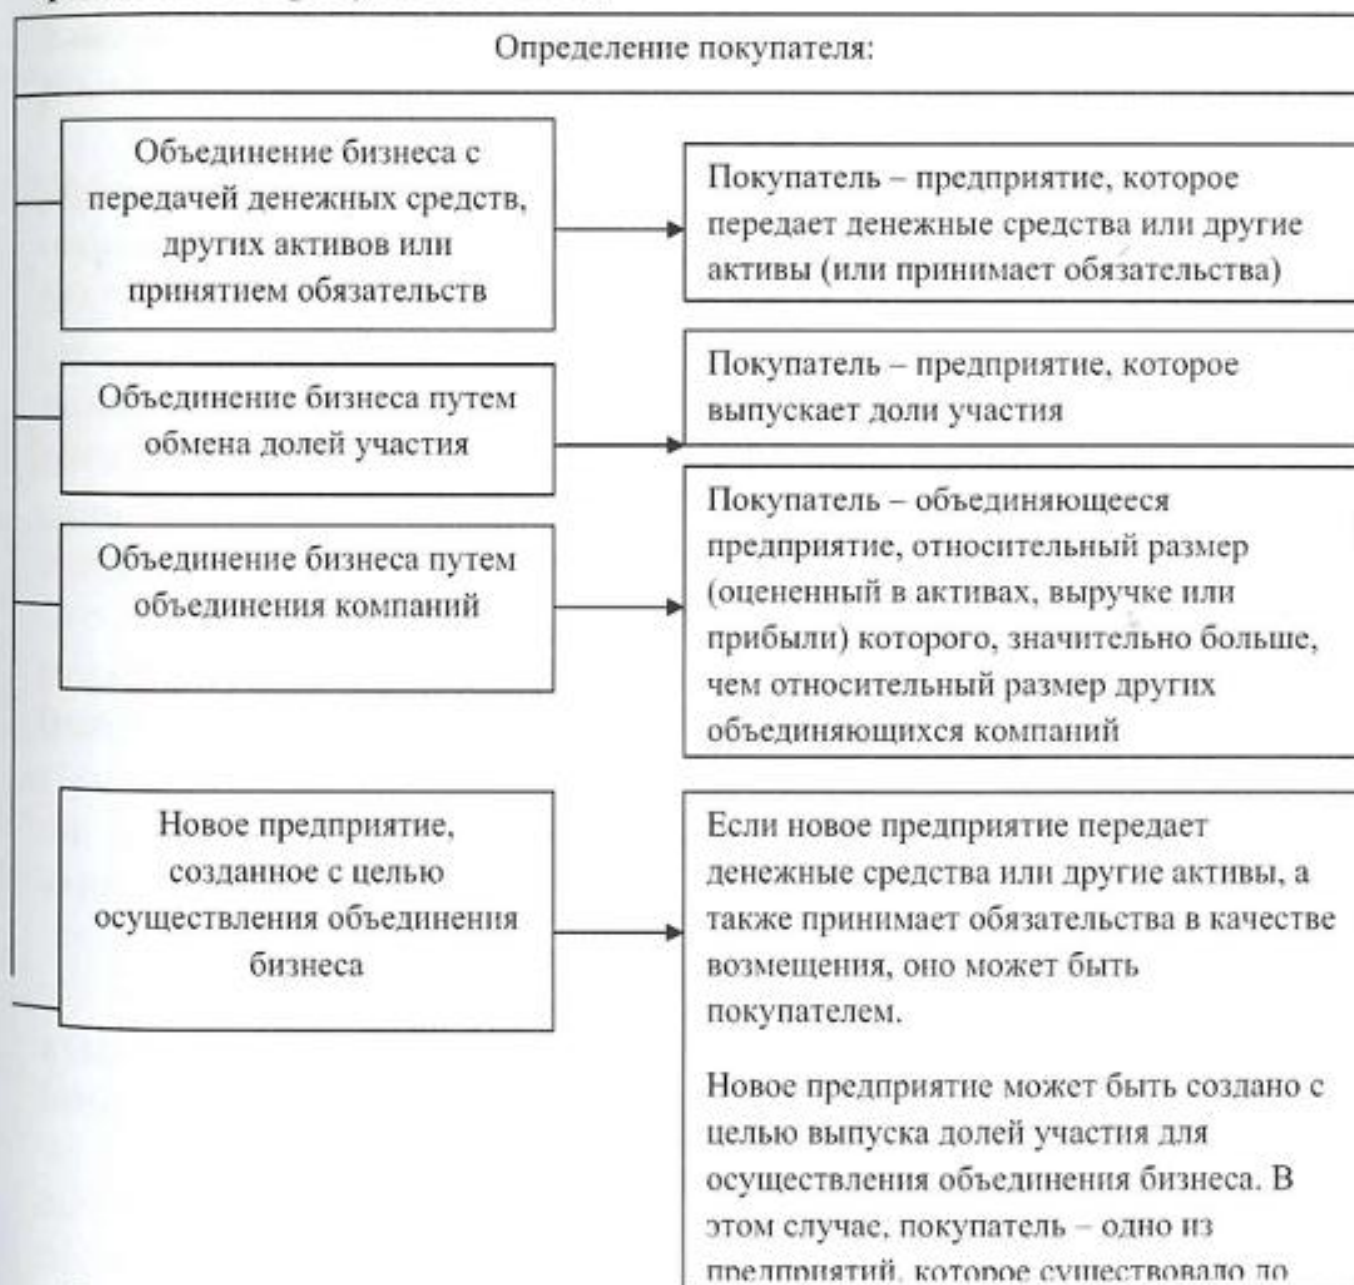 Определение покупателя:
Объединение бизнеса с
передачей денежных средств,
других активов или
принятием обязательств
Покупатель – предприятие, которое
передает денежные средства или другие
активы (или принимает обязательства)
Объединение бизнеса путем
обмена долей участия
Покупатель – предприятие, которое
выпускает доли участия
Объединение бизнеса путем
объединения компаний
Покупатель – объединяющееся
предприятие, относительный размер
(оцененный в активах, выручке или
прибыли) которого, значительно больше,
чем относительный размер других
объединяющихся компаний
Новое предприятие,
созданное с целью
осуществления объединения
бизнеса
Если новое предприятие передает
денежные средства или другие активы, а
также принимает обязательства в качестве
возмещения, оно может быть
покупателем.
Новое предприятие может быть создано с
целью выпуска долей участия для
осуществления объединения бизнеса. В
этом случае, покупатель – одно из
предприятий, которое существовало до